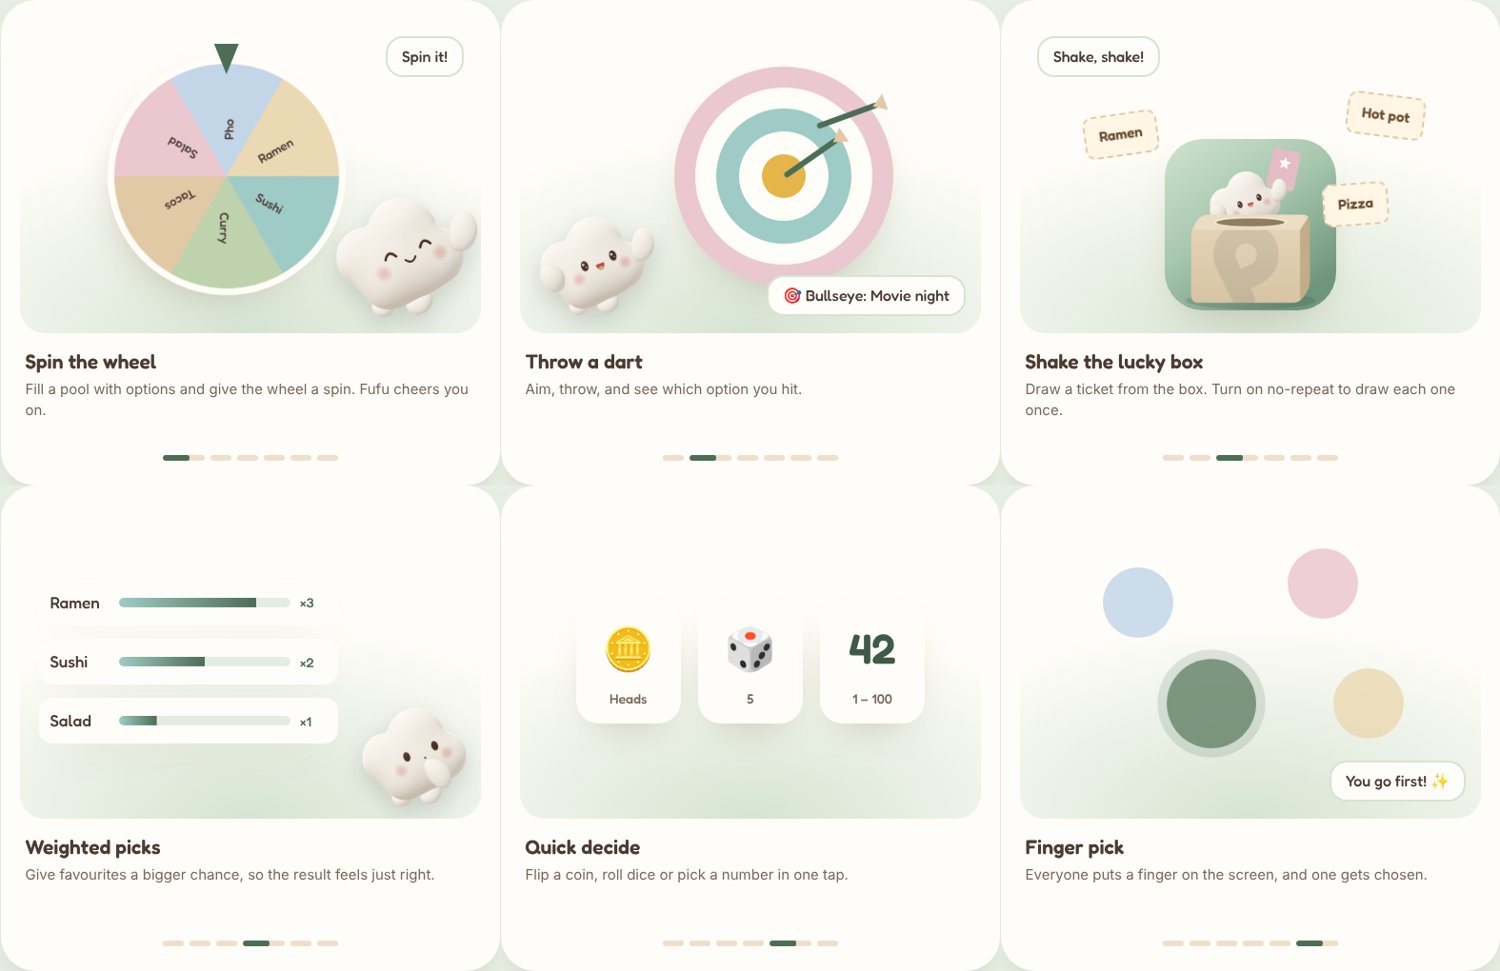 Spin it!
Pho
Ramen
Sushi
Curry
Tacos
Salad
Spin the wheel
Fill a pool with options and give the wheel a spin. Fufu cheers you
on.
🎯 Bullseye: Movie night
Throw a dart
Aim, throw, and see which option you hit.
Shake, shake!
Ramen
Hot pot
Pizza
Shake the lucky box
Draw a ticket from the box. Turn on no-repeat to draw each one
once.
Ramen ×3
Sushi ×2
Salad ×1
Weighted picks
Give favourites a bigger chance, so the result feels just right.
42
Heads
5
1 – 100
Quick decide
Flip a coin, roll dice or pick a number in one tap.
You go first! ✨
Finger pick
Everyone puts a finger on the screen, and one gets chosen.